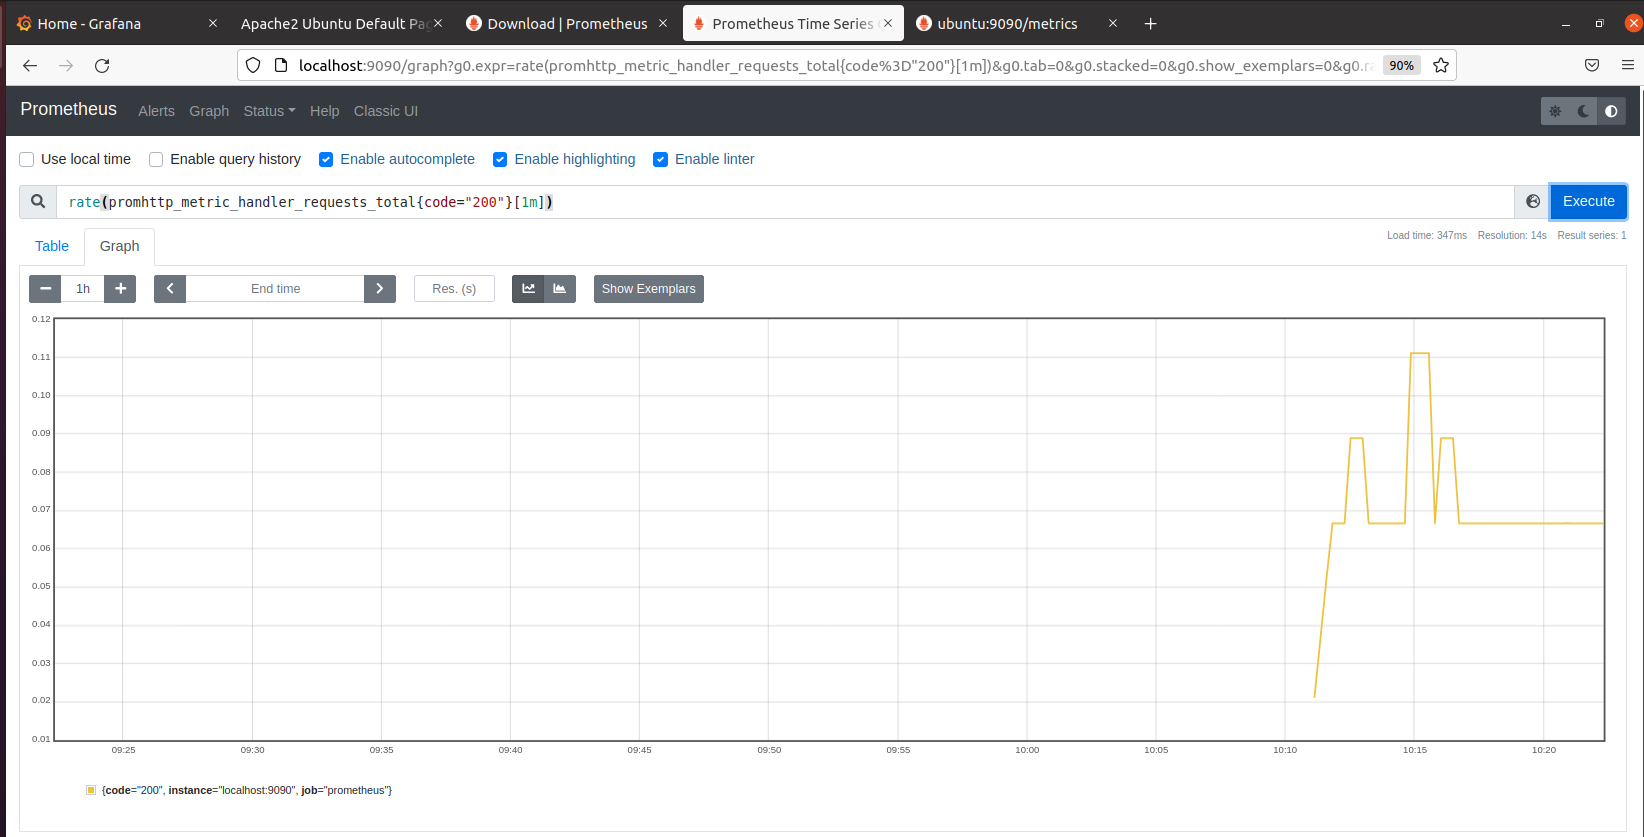 Home - Grafana
Apache2 Ubuntu Default Pag
Download | Prometheus
Prometheus Time Series
ubuntu:9090/metrics
localhost:9090/graph?g0.expr=rate(promhttp_metric_handler_requests_total{code%3D"200"}[1m])&g0.tab=0&g0.stacked=0&g0.show_exemplars=0&g0.ra
90%
Prometheus Alerts Graph Status Help Classic UI
Use local time Enable query history Enable autocomplete Enable highlighting Enable linter
rate(promhttp_metric_handler_requests_total{code="200"}[1m])
Execute
Load time: 347ms Resolution: 14s Result series: 1
Table Graph
1h End time Res. (s) Show Exemplars
0.12
0.11
0.10
0.09
0.08
0.07
0.06
0.05
0.04
0.03
0.02
0.01
09:25 09:30 09:35 09:40 09:45 09:50 09:55 10:00 10:05 10:10 10:15 10:20
{code="200", instance="localhost:9090", job="prometheus"}